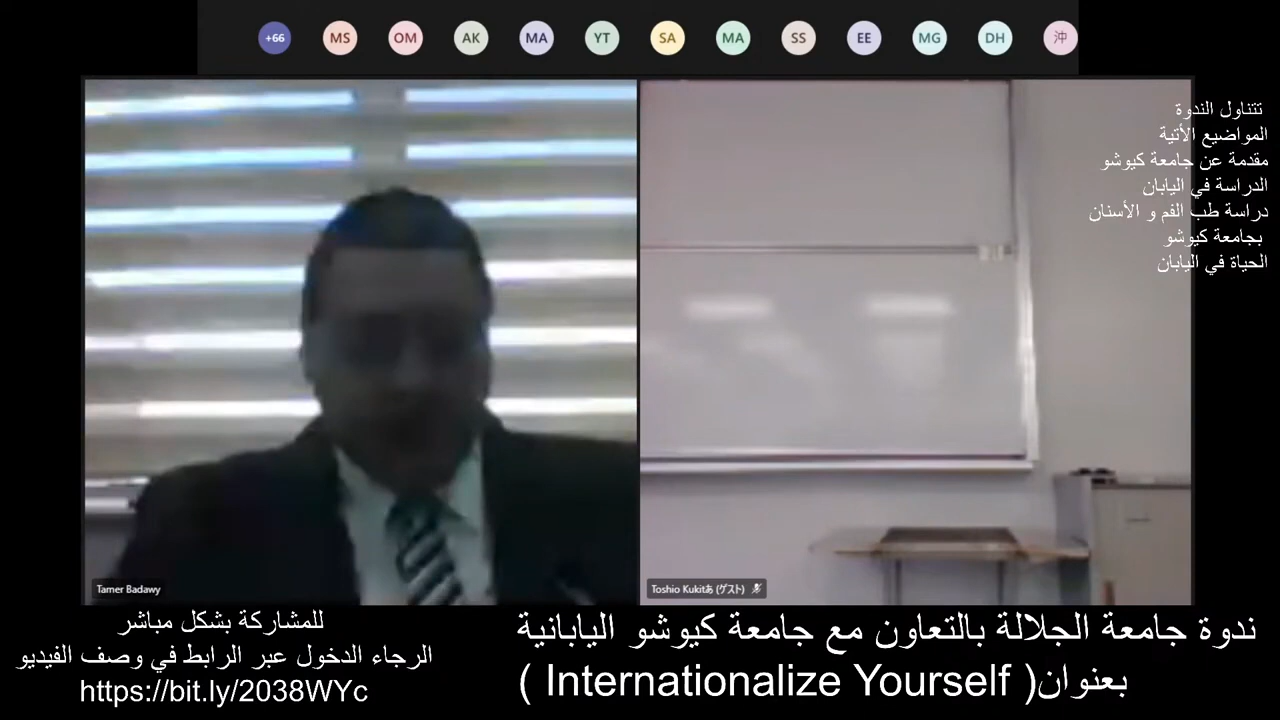 +66 MS OM AK MA YT SA MA SS EE MG DH 沖
تتناول الندوة
المواضيع الأتية
مقدمة عن جامعة كيوشو
الدراسة في اليابان
دراسة طب الفم و الأسنان
بجامعة كيوشو
الحياة في اليابان
Tamer Badawy
Toshio Kukitaあ (ゲスト)
للمشاركة بشكل مباشر
الرجاء الدخول عبر الرابط في وصف الفيديو
https://bit.ly/2038WYc
ندوة جامعة الجلالة بالتعاون مع جامعة كيوشو اليابانية
بعنوان( Internationalize Yourself )